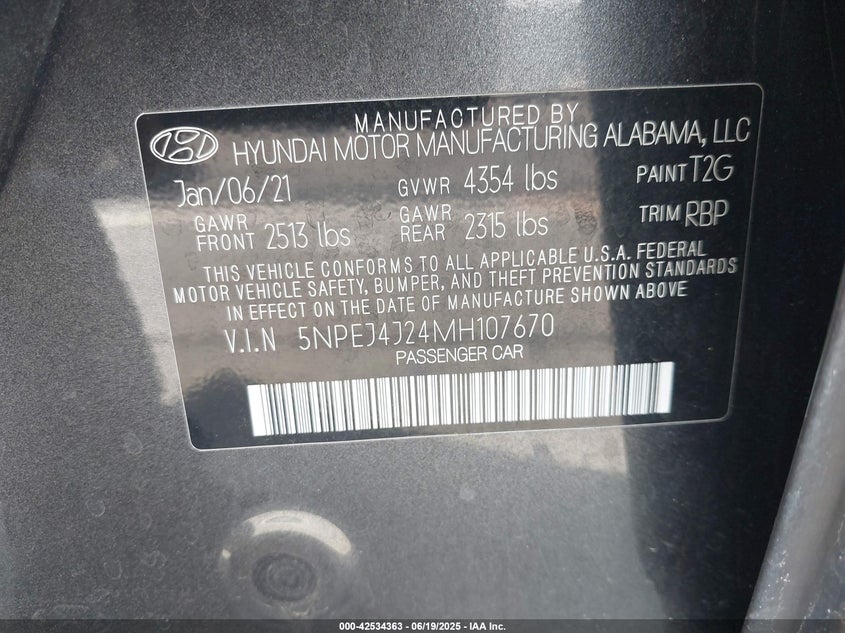 MANUFACTURED BY
HYUNDAI MOTOR MANUFACTURING ALABAMA, LLC
Jan/06/21 GVWR 4354 lbs PAINT T2G
GAWR FRONT 2513 lbs GAWR REAR 2315 lbs TRIM RBP
THIS VEHICLE CONFORMS TO ALL APPLICABLE U.S.A. FEDERAL
MOTOR VEHICLE SAFETY, BUMPER, AND THEFT PREVENTION STANDARDS
IN EFFECT ON THE DATE OF MANUFACTURE SHOWN ABOVE
V.I.N 5NPEJ4J24MH107670
PASSENGER CAR
000-42534363 - 06/19/2025 - IAA Inc.